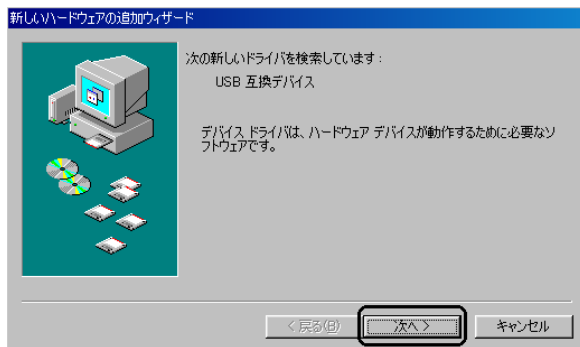 新しいハードウェアの追加ウィザード
次の新しいドライバを検索しています：
USB 互換デバイス
デバイス ドライバは、ハードウェア デバイスが動作するために必要なソ
フトウェアです。
< 戻る(B)
次へ >
キャンセル